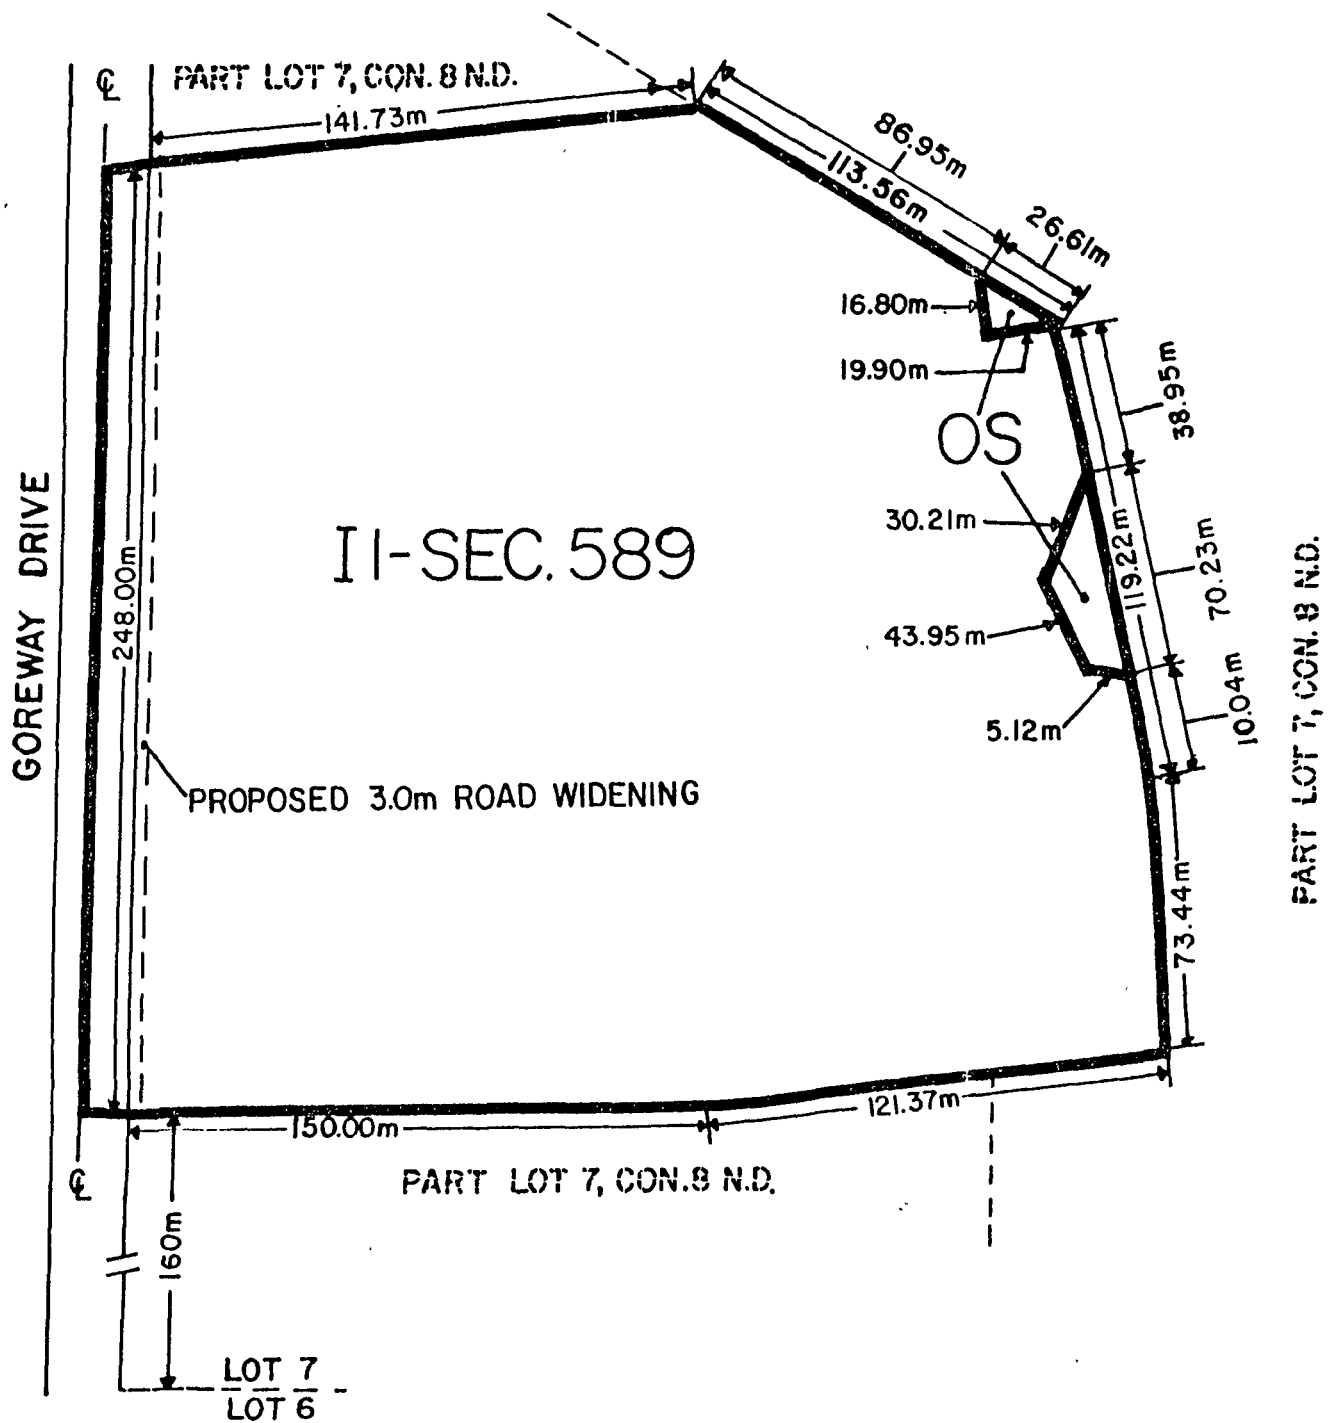 ℄
PART LOT 7, CON. 8 N.D.
141.73m
86.95m
113.56m
26.61m
16.80m
19.90m
38.95m
OS
30.21m
I1-SEC. 589
119.22m
70.23m
43.95m
10.04m
5.12m
GOREWAY DRIVE
248.00m
PROPOSED 3.0m ROAD WIDENING
PART LOT 7, CON. 8 N.D.
73.44m
121.37m
150.00m
℄
PART LOT 7, CON.8 N.D.
160m
LOT 7
LOT 6